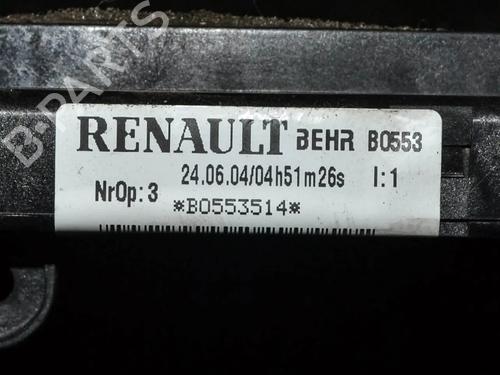 B-PARTS
RENAULT BEHR B0553
24.06.04/04h51m26s I:1
NrOp:3
*B0553514*